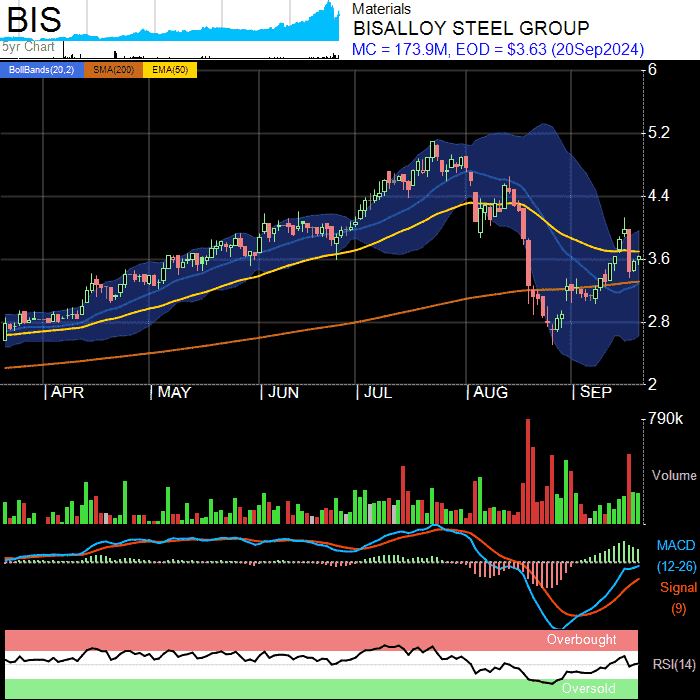 BIS
5yr Chart
Materials
BISALLOY STEEL GROUP
MC = 173.9M, EOD = $3.63 (20Sep2024)
BollBands(20,2) SMA(200) EMA(50)
6
5.2
4.4
3.6
2.8
2
APR MAY JUN JUL AUG SEP
790k
Volume
MACD
(12-26)
Signal
(9)
Overbought
RSI(14)
Oversold